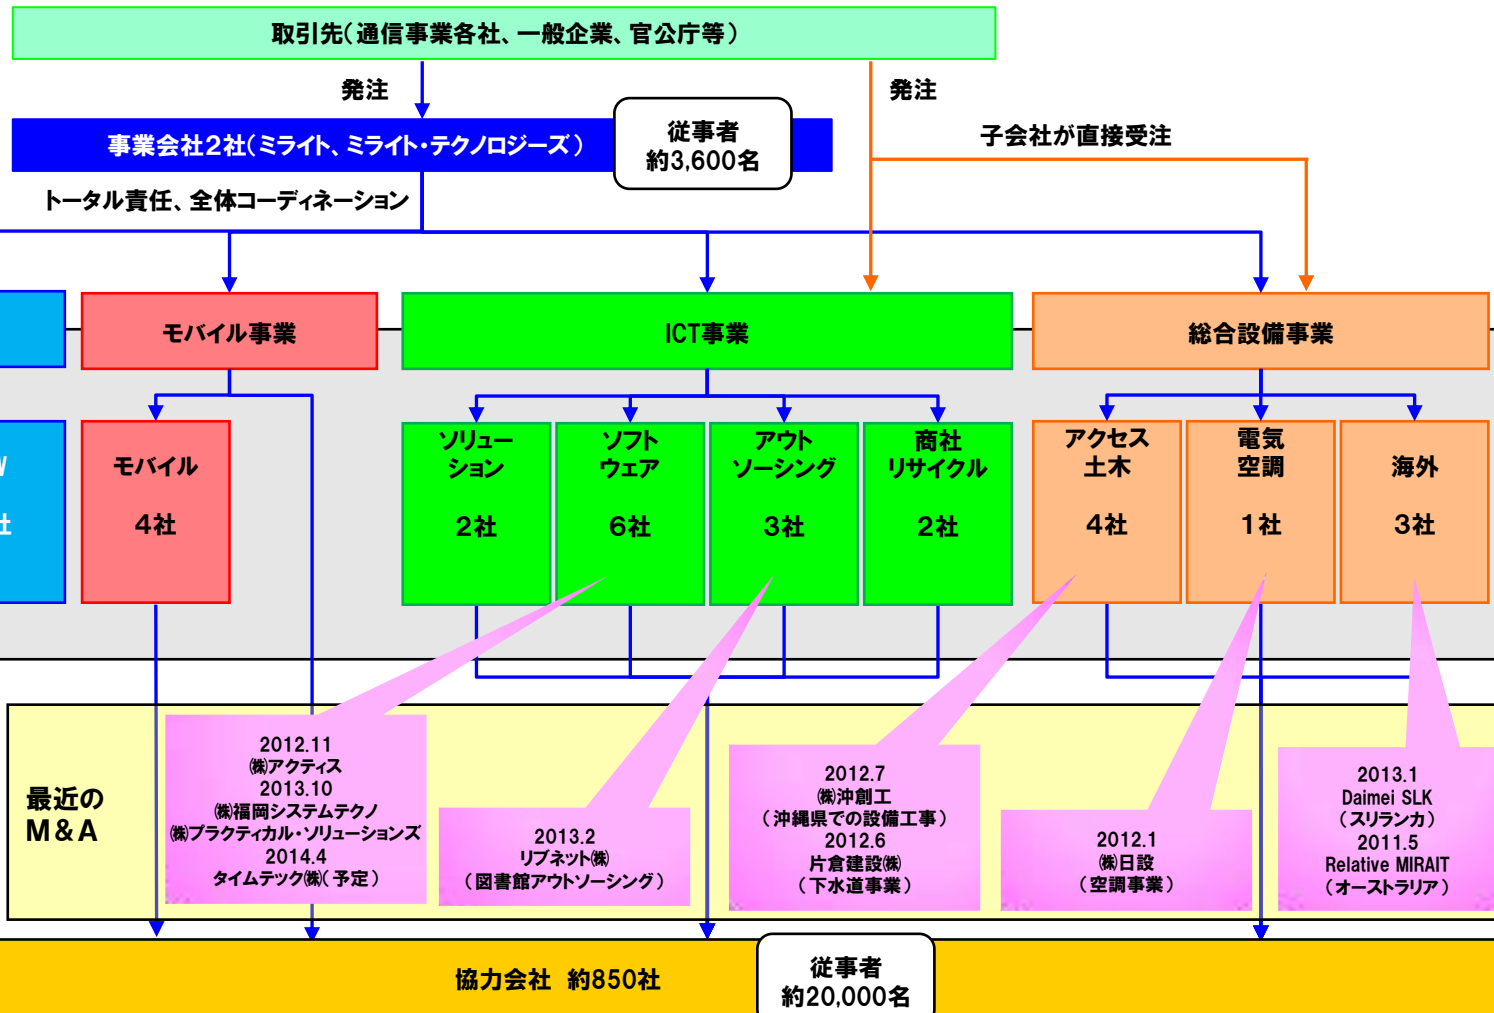 取引先(通信事業各社、一般企業、官公庁等)
発注
発注
事業会社2社(ミライト、ミライト・テクノロジーズ)
従事者
約3,600名
子会社が直接受注
トータル責任、全体コーディネーション
モバイル事業
ICT事業
総合設備事業
社
モバイル
4社
ソリュー
ション
2社
ソフト
ウェア
6社
アウト
ソーシング
3社
商社
リサイクル
2社
アクセス
土木
4社
電気
空調
1社
海外
3社
最近の
M&A
2012.11
㈱アクティス
2013.10
㈱福岡システムテクノ
㈱プラクティカル・ソリューションズ
2014.4
タイムテック㈱(予定)
2013.2
リブネット㈱
(図書館アウトソーシング)
2012.7
㈱沖創工
(沖縄県での設備工事)
2012.6
片倉建設㈱
(下水道事業)
2012.1
㈱日設
(空調事業)
2013.1
Daimei SLK
(スリランカ)
2011.5
Relative MIRAIT
(オーストラリア)
協力会社 約850社
従事者
約20,000名